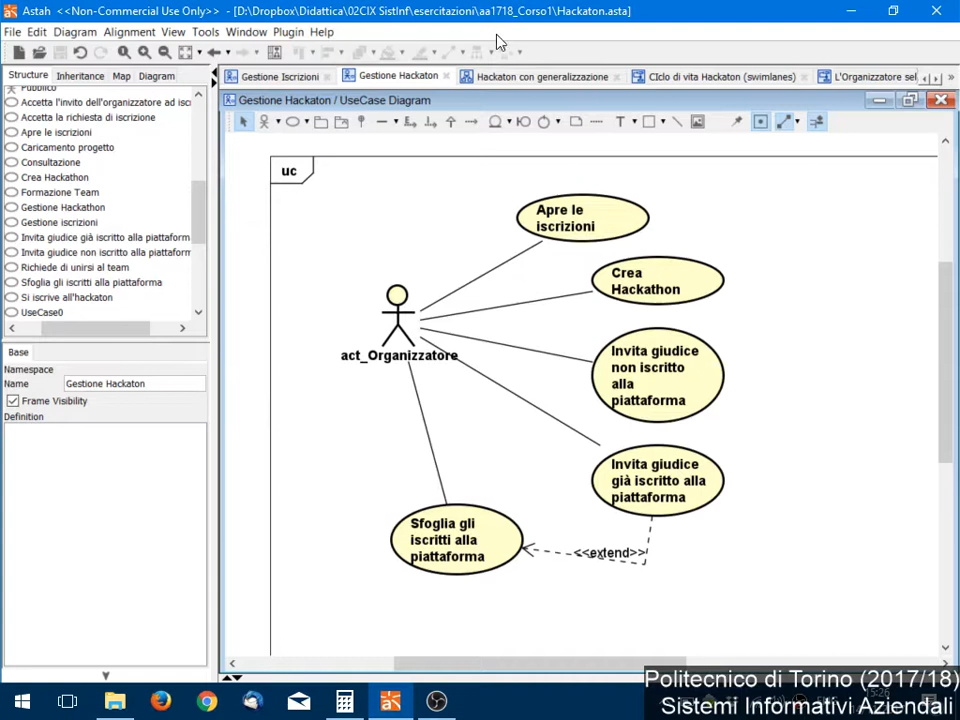 Astah <<Non-Commercial Use Only>> - [D:\Dropbox\Didattica\02CIX SistInf\esercitazioni\aa1718_Corso1\Hackaton.asta]
File Edit Diagram Alignment View Tools Window Plugin Help
Structure Inheritance Map Diagram
Gestione Iscrizioni Gestione Hackaton Hackaton con generalizzazione CIclo di vita Hackaton (swimlanes) L'Organizzatore sel
Pubblico
Accetta l'invito dell'organizzatore ad isc
Accetta la richiesta di iscrizione
Apre le iscrizioni
Caricamento progetto
Consultazione
Crea Hackathon
Formazione Team
Gestione Hackathon
Gestione iscrizioni
Invita giudice già iscritto alla piattaform
Invita giudice non iscritto alla piattaform
Richiede di unirsi al team
Sfoglia gli iscritti alla piattaforma
Si iscrive all'hackaton
UseCase0
Base
Namespace
Name Gestione Hackaton
Frame Visibility
Definition
Gestione Hackaton / UseCase Diagram
uc
Apre le
iscrizioni
Crea
Hackathon
act_Organizzatore
Invita giudice
non iscritto
alla
piattaforma
Invita giudice
già iscritto alla
piattaforma
Sfoglia gli
iscritti alla
piattaforma
<<extend>>
Politecnico di Torino (2017/18)
Sistemi Informativi Aziendali